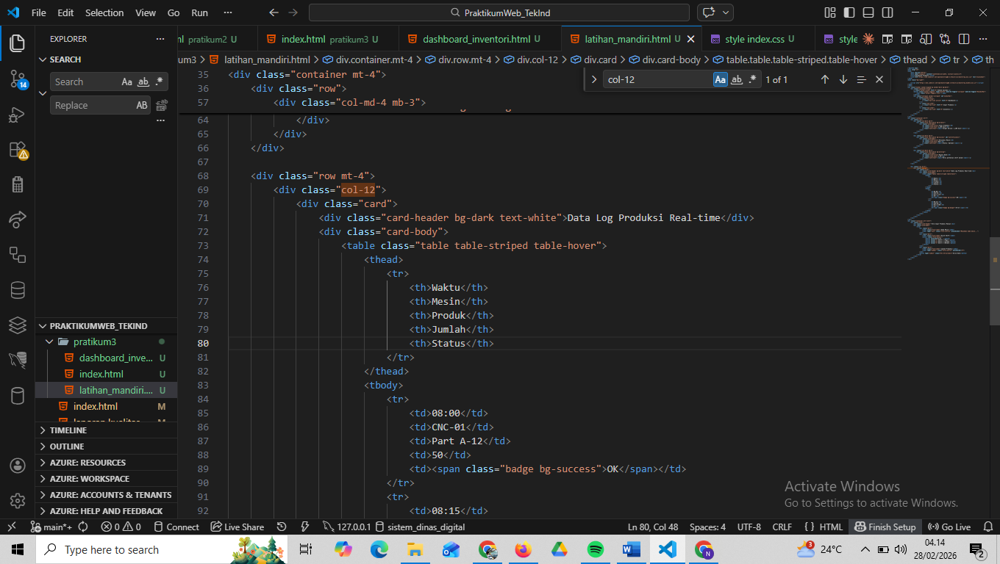 File Edit Selection View Go Run ··· PraktikumWeb_TekInd
EXPLORER ···
SEARCH
Search Aa ab .*
Replace AB
···
PRAKTIKUMWEB_TEKIND
pratikum3
dashboard_inve... U
index.html U
latihan_mandiri.... U
index.html M
TIMELINE
OUTLINE
AZURE: RESOURCES
AZURE: WORKSPACE
AZURE: ACCOUNTS & TENANTS
AZURE: HELP AND FEEDBACK
14
ml pratikum2 U index.html pratikum3 U dashboard_inventori.html U latihan_mandiri.html U style index.css U style ···
um3 > latihan_mandiri.html > div.container.mt-4 > div.row.mt-4 > div.col-12 > div.card > div.card-body > table.table.table-striped.table-hover > thead > tr > th
col-12 Aa ab .* 1 of 1
35 <div class="container mt-4">
36 <div class="row">
57 <div class="col-md-4 mb-3">
64 </div>
65 </div>
66 </div>
67
68 <div class="row mt-4">
69 <div class="col-12">
70 <div class="card">
71 <div class="card-header bg-dark text-white">Data Log Produksi Real-time</div>
72 <div class="card-body">
73 <table class="table table-striped table-hover">
74 <thead>
75 <tr>
76 <th>Waktu</th>
77 <th>Mesin</th>
78 <th>Produk</th>
79 <th>Jumlah</th>
80 <th>Status</th>
81 </tr>
82 </thead>
83 <tbody>
84 <tr>
85 <td>08:00</td>
86 <td>CNC-01</td>
87 <td>Part A-12</td>
88 <td>50</td>
89 <td><span class="badge bg-success">OK</span></td>
90 </tr>
91 <tr>
92 <td>08:15</td>
Activate Windows
Go to Settings to activate Windows.
main*+ 0 0 Connect Live Share 127.0.0.1 sistem_dinas_digital Ln 80, Col 48 Spaces: 4 UTF-8 CRLF {} HTML Finish Setup Go Live
Type here to search 3 24°C 04.14
28/02/2026 2